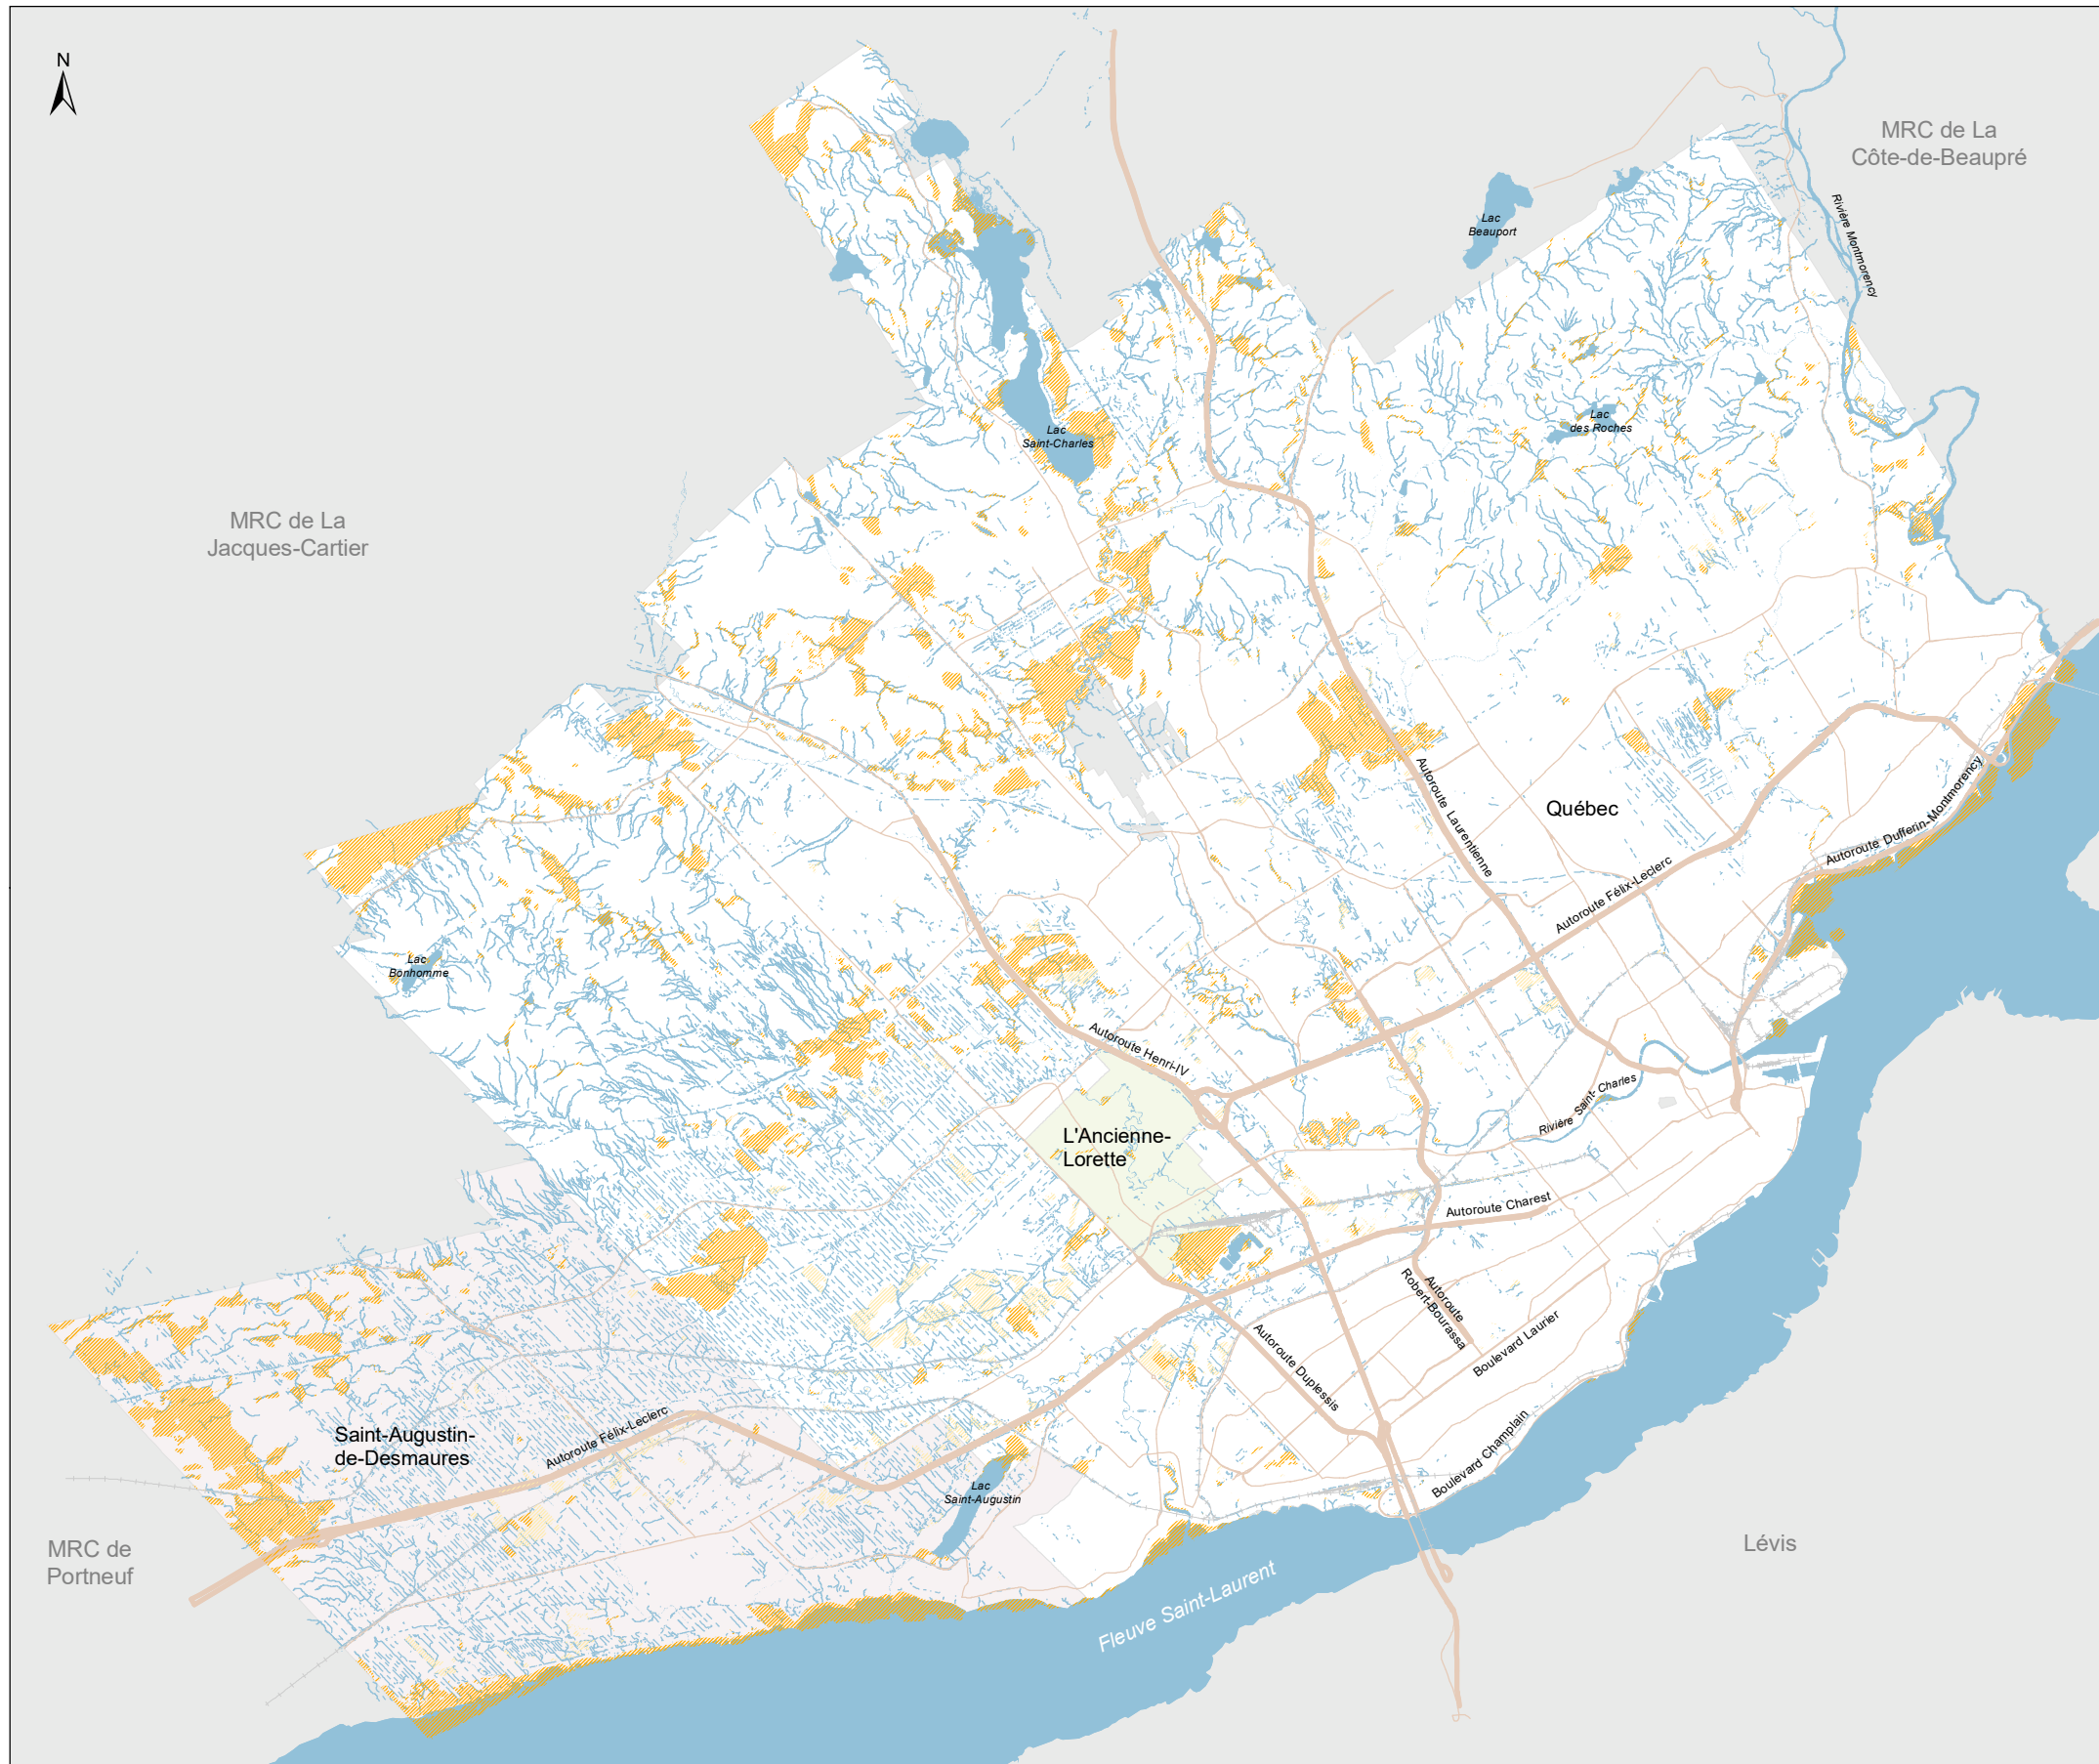 N
MRC de La
Côte-de-Beaupré
Rivière Montmorency
Lac
Beauport
Lac
des Roches
Lac
Saint-Charles
MRC de La
Jacques-Cartier
Autoroute Laurentienne
Québec
Autoroute Dufferin-Montmorency
Autoroute Félix-Leclerc
Lac
Bonhomme
Autoroute Henri-IV
Rivière Saint-Charles
L'Ancienne-
Lorette
Autoroute Charest
Autoroute
Robert-Bourassa
Boulevard Laurier
Autoroute Duplessis
Boulevard Champlain
Saint-Augustin-
de-Desmaures
Autoroute Félix-Leclerc
Lac
Saint-Augustin
MRC de
Portneuf
Lévis
Fleuve Saint-Laurent